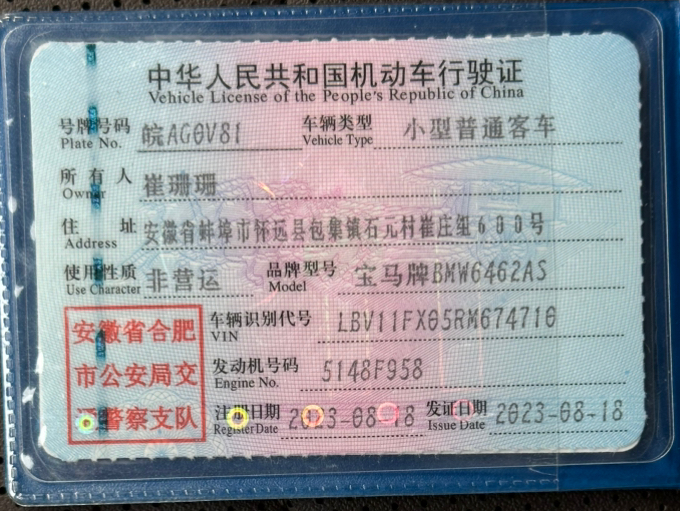 中华人民共和国机动车行驶证
Vehicle License of the People's Republic of China
号牌号码 皖AG0V81 车辆类型 小型普通客车
Plate No. Vehicle Type
所有人 崔珊珊
Owner
住址 安徽省蚌埠市怀远县包集镇石元村崔庄组600号
Address
使用性质 非营运 品牌型号 宝马牌BMW6462AS
Use Character Model
安徽省合肥
市公安局交
通警察支队
车辆识别代号 LBV11FX05RM674710
VIN
发动机号码 5148F958
Engine No.
注册日期 2023-08-18 发证日期 2023-08-18
Register Date Issue Date